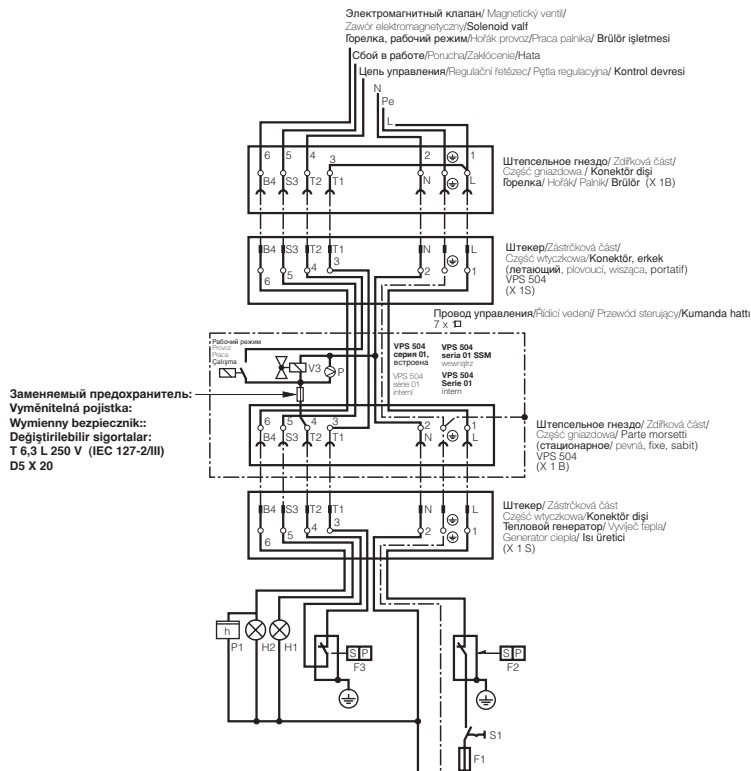 Электромагнитный клапан/ Magnetický ventil/
Zawór elektromagnetyczny/Solenoid valf
Горелка, рабочий режим/Hořák provoz/Praca palnika/ Brülör işletmesi
Сбой в работе/Porucha/Zakłócenie/Hata
Цепь управления/Regulační řetězec/ Pętla regulacyjna/ Kontrol devresi
N
Pe
L
6 5 4 3 2 1
B4 S3 T2 T1 N L
Штепсельное гнездо/ Zdířková část/
Część gniazdowa / Konektör dişi
Горелка/ Hořák/ Palnik/ Brülör (X 1B)
B4 S3 T2 T1 N L
6 5 4 3 2 1
Штекер/Zástrčková část/
Część wtyczkowa/Konektör, erkek
(летающий, plovoucí, wisząca, portatif)
VPS 504
(X 1S)
Провод управления/Řídicí vedení/ Przewód sterujący/Kumanda hattı
7 x 1
Рабочий режим
Provoz
Praca
Çalışma
V3
P
VPS 504
серия 01,
встроена
VPS 504
série 01
interní
VPS 504
seria 01 SSM
wewnątrz
VPS 504
Serie 01
intern
Заменяемый предохранитель:
Vyměnitelná pojistka:
Wymienny bezpiecznik::
Değiştirilebilir sigortalar:
T 6,3 L 250 V (IEC 127-2/III)
D5 X 20
6 5 4 3 2 1
B4 S3 T2 T1 N L
Штепсельное гнездо/ Zdířková část/
Część gniazdowa/ Parte morsetti
(стационарное/ pevná, fixe, sabit)
VPS 504
(X 1 B)
B4 S3 T2 T1 N L
6 5 4 3 2 1
Штекер/ Zástrčková část
Część wtyczkowa/Konektör dişi
Тепловой генератор/ Vyvíječ tepla/
Generator ciepła/ Isı üretici
(X 1 S)
h
P1 H2 H1
S P
F3
S P
F2
S1
F1